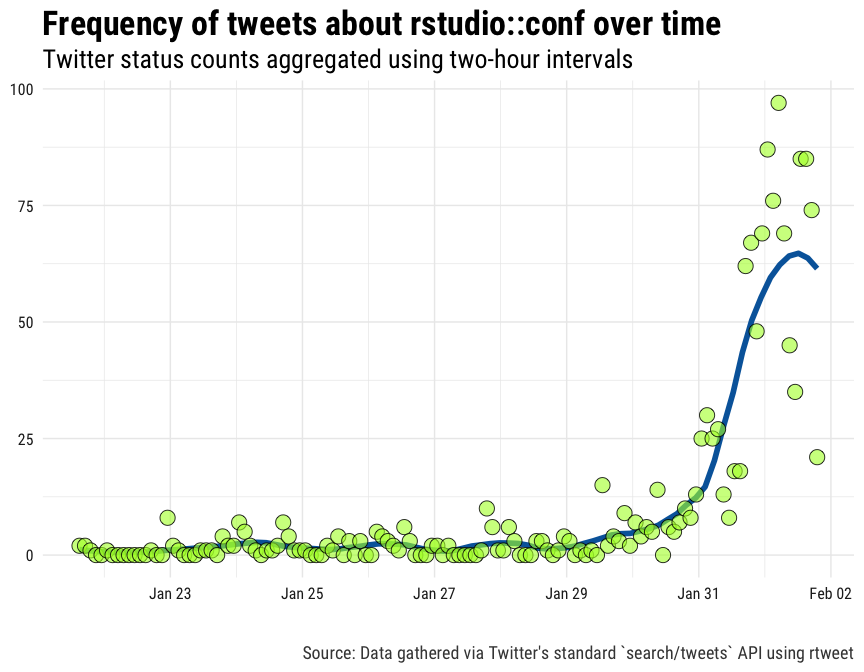 Frequency of tweets about rstudio::conf over time
Twitter status counts aggregated using two-hour intervals
100
75
50
25
0
Jan 23 Jan 25 Jan 27 Jan 29 Jan 31 Feb 02
Source: Data gathered via Twitter's standard `search/tweets` API using rtweet